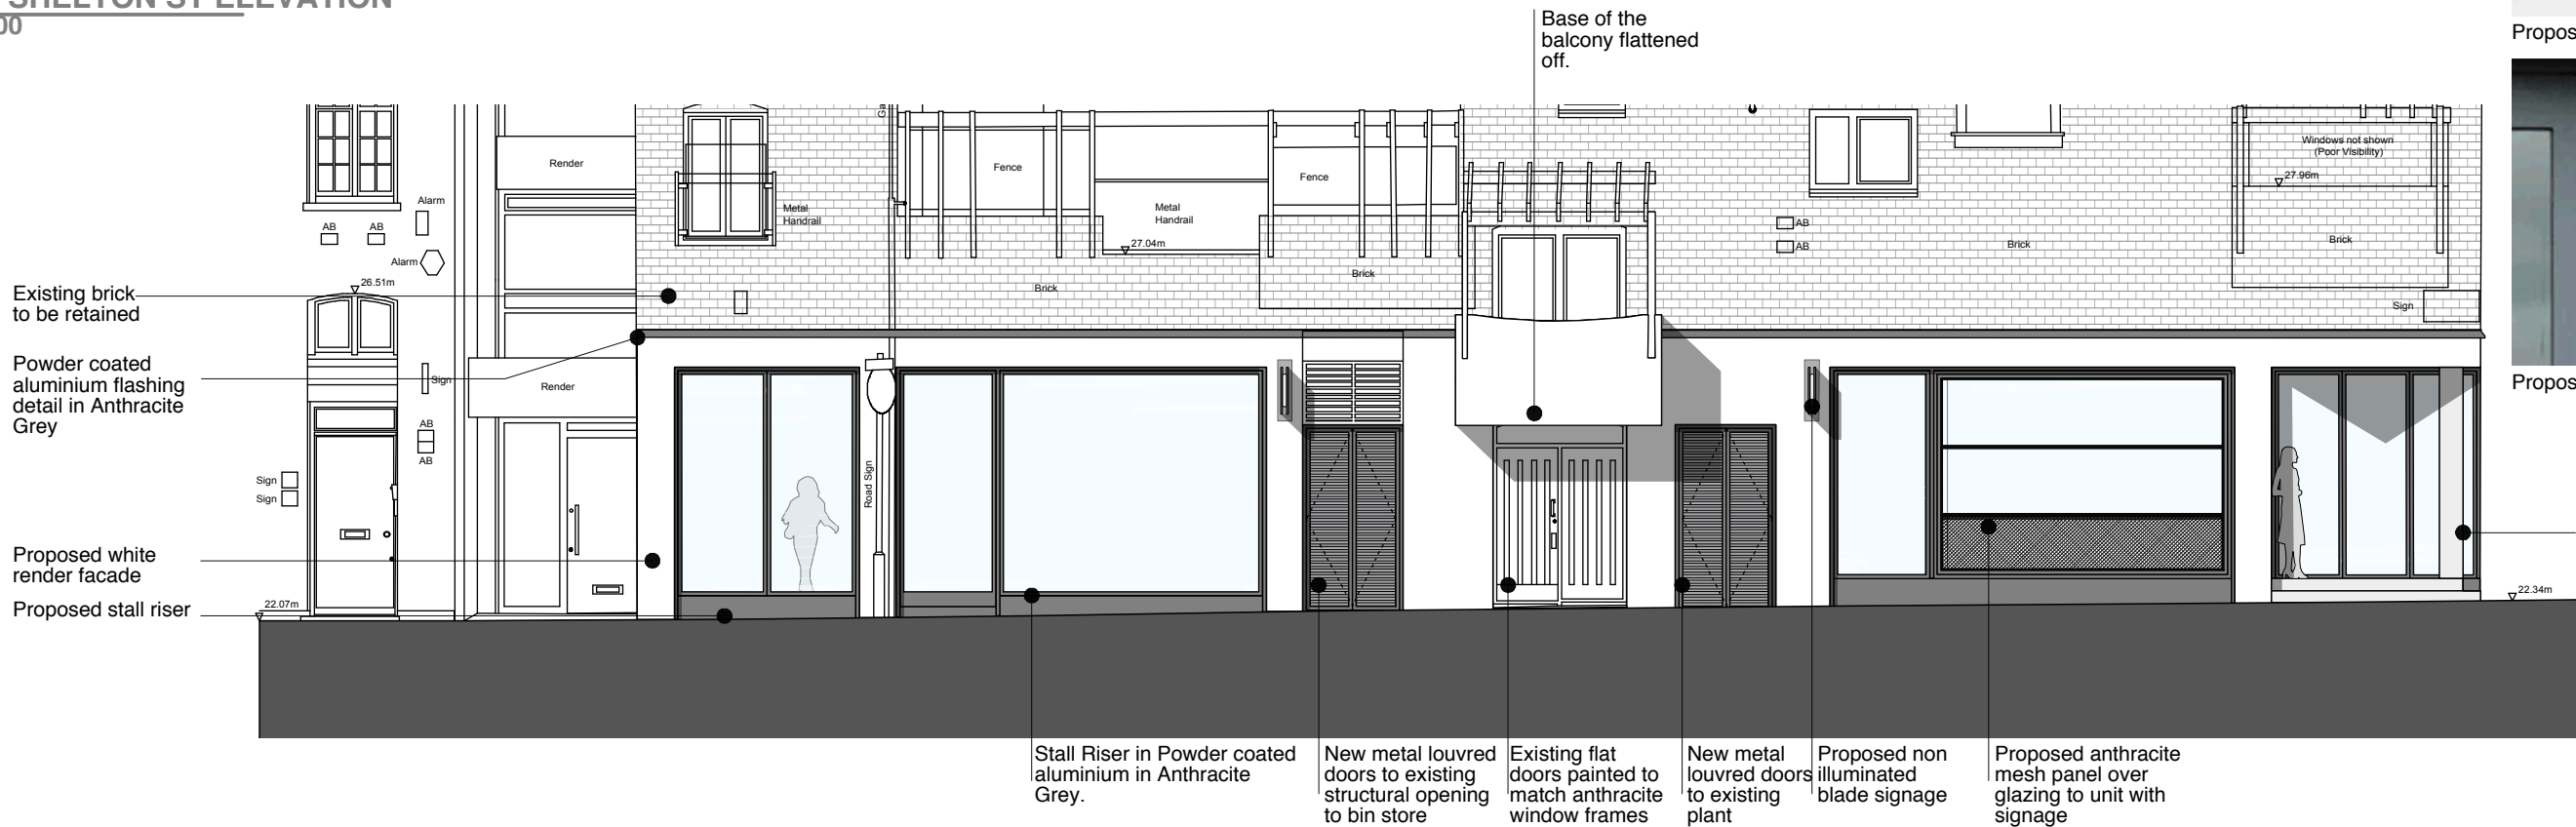 SHELTON ST ELEVATION
00
Base of the
balcony flattened
off.
Propos
Propos
Render
Alarm
AB
AB
Alarm
26.51m
Sign
Render
AB
AB
Sign
Sign
22.07m
Metal
Handrail
Ga
Fence
Metal
Handrail
27.04m
Fence
Brick
Brick
AB
AB
Brick
Windows not shown
(Poor Visibility)
27.96m
Brick
Sign
Road Sign
22.34m
Existing brick
to be retained
Powder coated
aluminium flashing
detail in Anthracite
Grey
Proposed white
render facade
Proposed stall riser
Stall Riser in Powder coated
aluminium in Anthracite
Grey.
New metal louvred
doors to existing
structural opening
to bin store
Existing flat
doors painted to
match anthracite
window frames
New metal
louvred doors
to existing
plant
Proposed non
illuminated
blade signage
Proposed anthracite
mesh panel over
glazing to unit with
signage